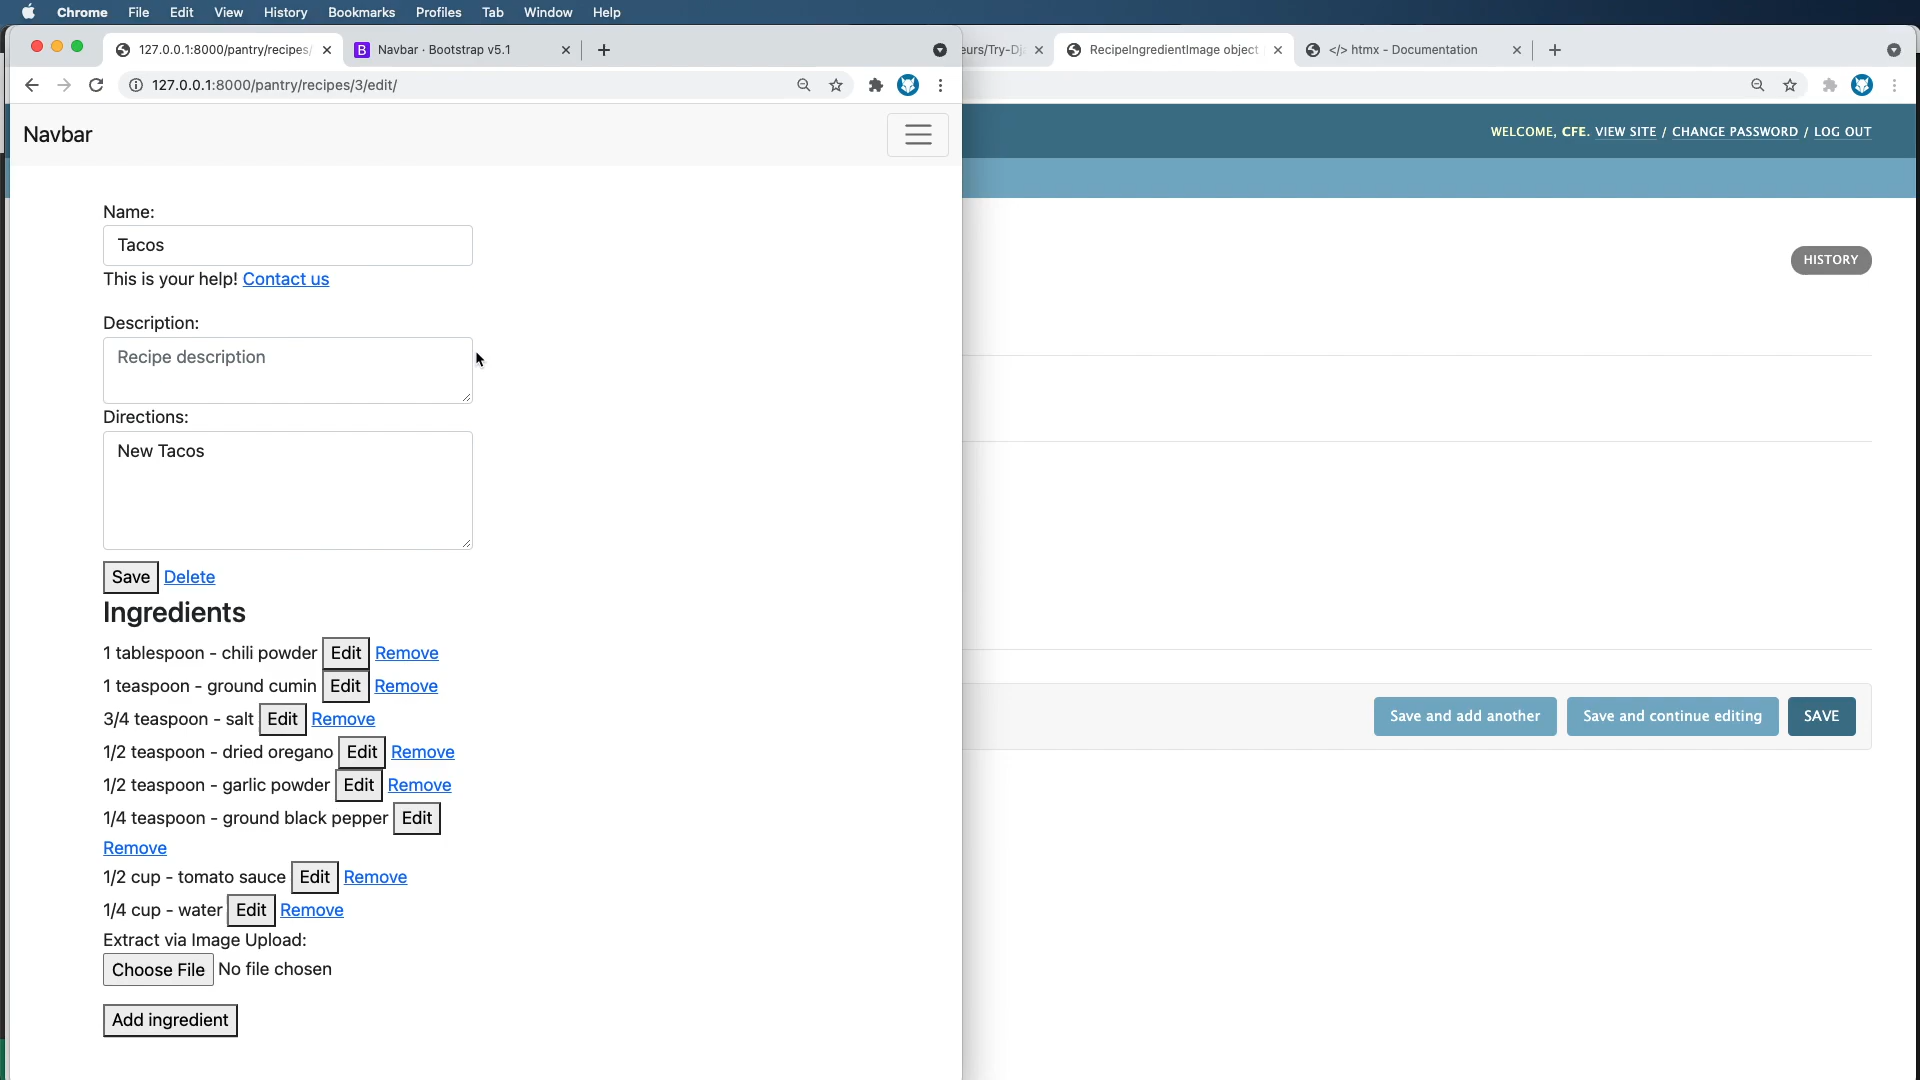 Chrome File Edit View History Bookmarks Profiles Tab Window Help
127.0.0.1:8000/pantry/recipes/ Navbar · Bootstrap v5.1
eurs/Try-Dj RecipeIngredientImage object </> htmx - Documentation
127.0.0.1:8000/pantry/recipes/3/edit/
Navbar
WELCOME, CFE. VIEW SITE / CHANGE PASSWORD / LOG OUT
HISTORY
Name:
Tacos
This is your help! Contact us
Description:
Recipe description
Directions:
New Tacos
Save Delete
Ingredients
1 tablespoon - chili powder Edit Remove
1 teaspoon - ground cumin Edit Remove
3/4 teaspoon - salt Edit Remove
1/2 teaspoon - dried oregano Edit Remove
1/2 teaspoon - garlic powder Edit Remove
1/4 teaspoon - ground black pepper Edit
Remove
1/2 cup - tomato sauce Edit Remove
1/4 cup - water Edit Remove
Extract via Image Upload:
Choose File No file chosen
Add ingredient
Save and add another Save and continue editing SAVE